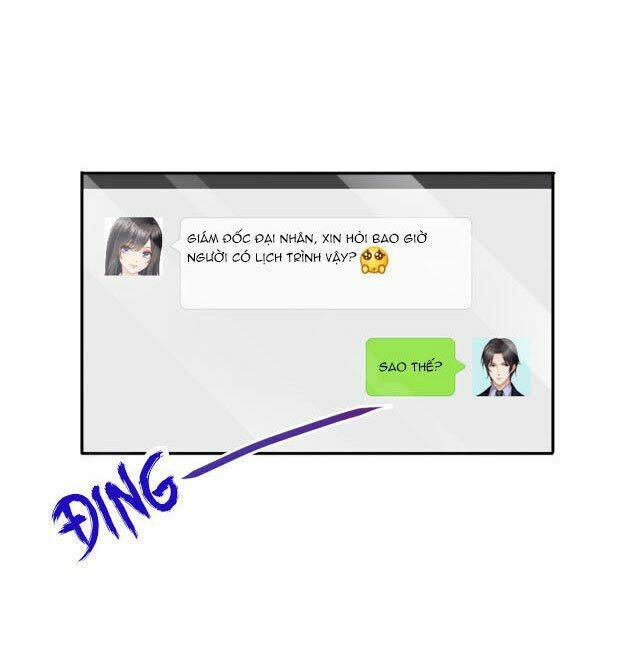 GIÁM ĐỐC ĐẠI NHÂN, XIN HỎI BAO GIỜ
NGƯỜI CÓ LỊCH TRÌNH VẬY?
SAO THẾ?
ĐING